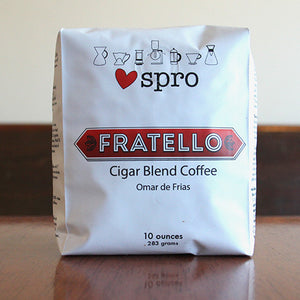 spro
FRATELLO
Cigar Blend Coffee
Omar de Frias
10 ounces
283 grams